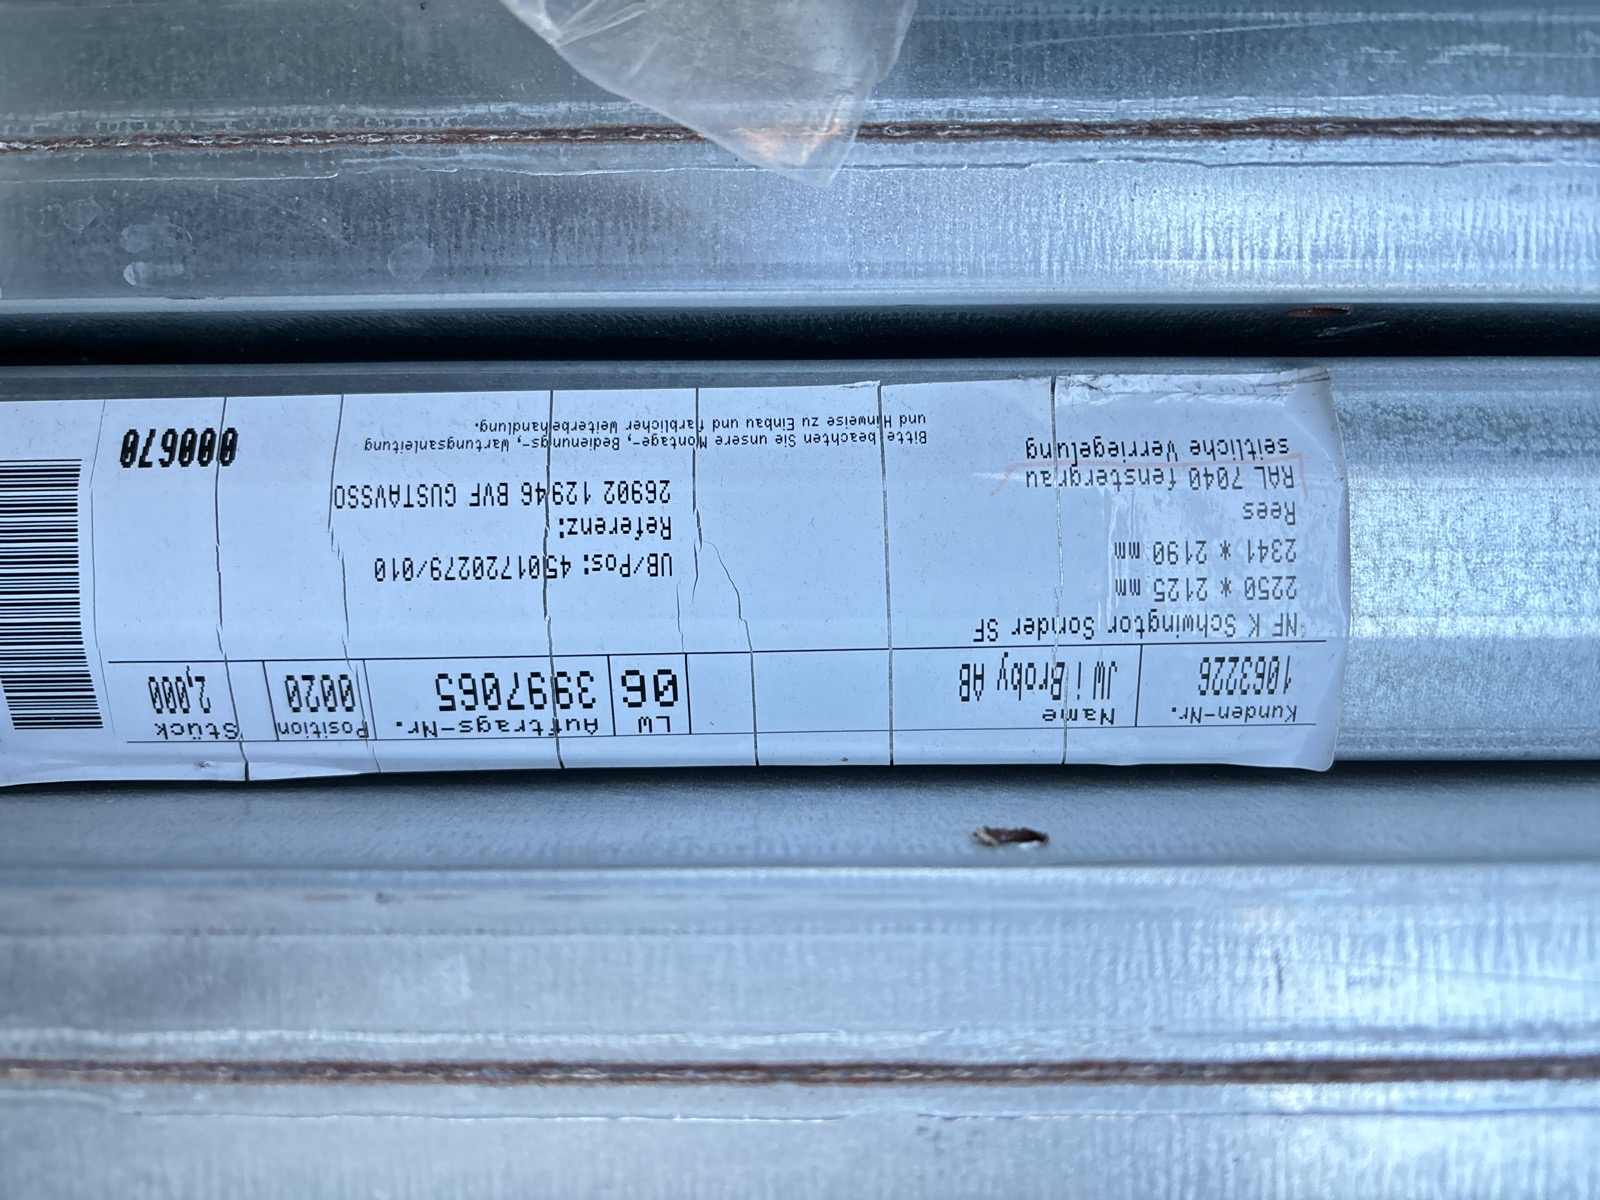 Kunden-Nr. Name LW Auftrags-Nr. Position Stück
1063226 JW i Broby AB 06 3997065 0020 2,000
NF K Schwingtor Sonder SF
2250 * 2125 mm
2341 * 2190 mm
Rees
RAL 7040 fenstergrau
seitliche Verriegelung
UB/Pos: 4501720279/010
Referenz:
26902 12946 BVF GUSTAVSSO
Bitte beachten Sie unsere Montage-, Bedienungs-, Wartungsanleitung
und Hinweise zu Einbau und farblicher Weiterbehandlung.
000670